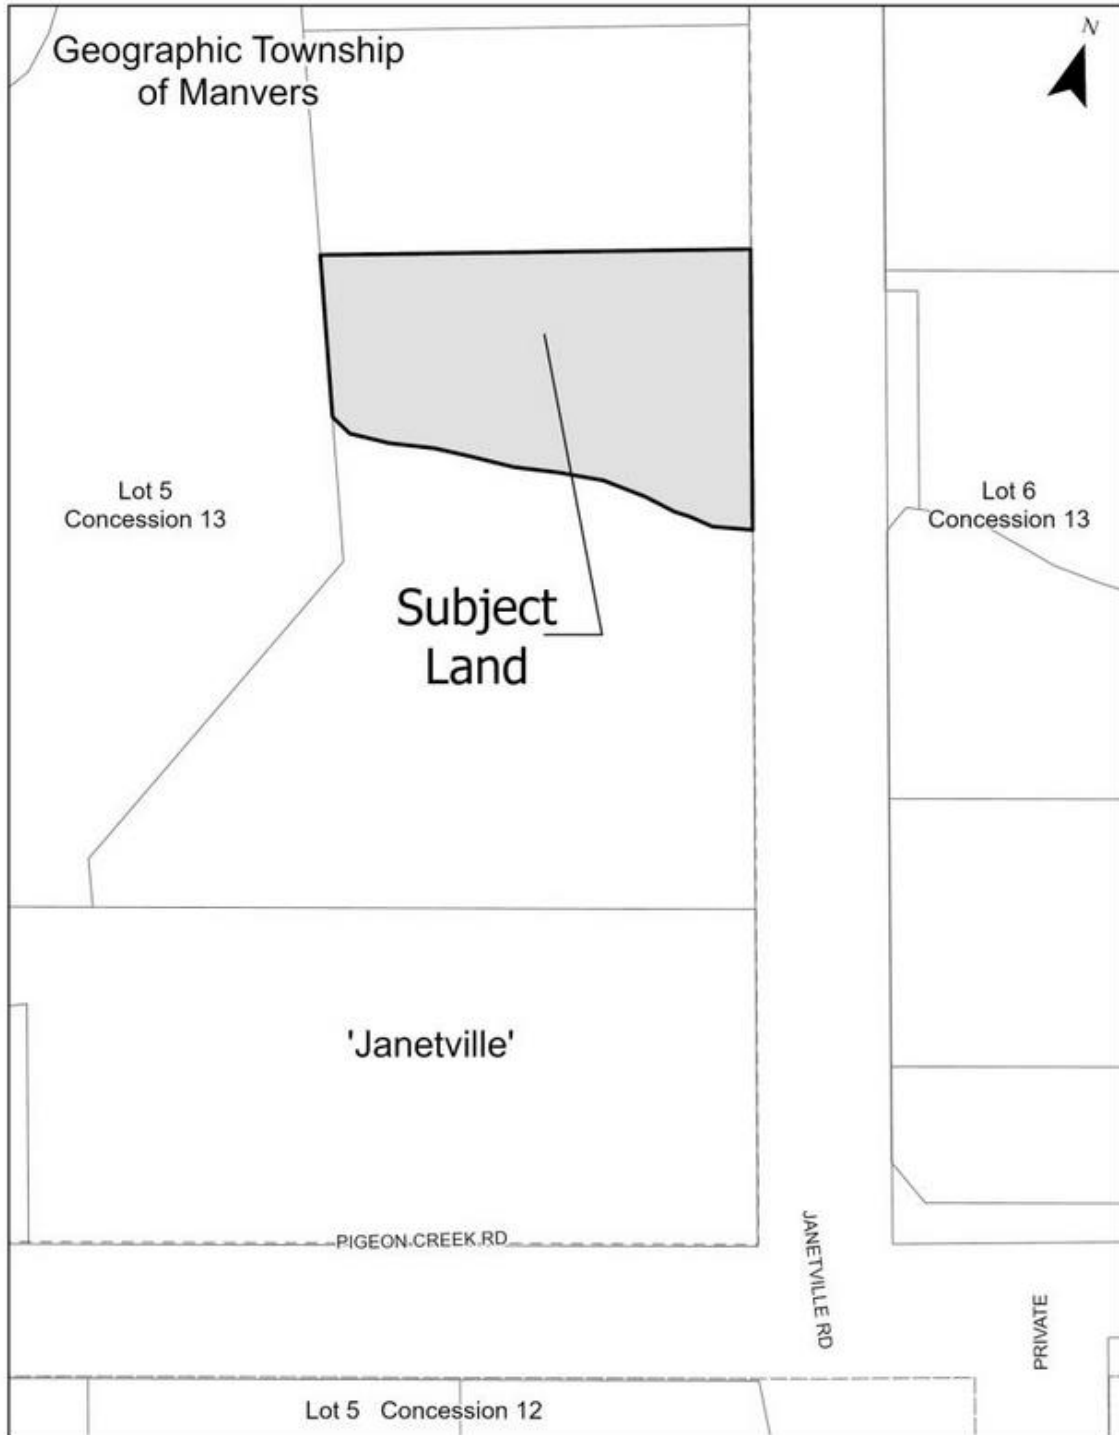 Geographic Township
of Manvers
N
Lot 5
Concession 13
Lot 6
Concession 13
Subject
Land
'Janetville'
PIGEON CREEK RD
JANETVILLE RD
PRIVATE
Lot 5 Concession 12